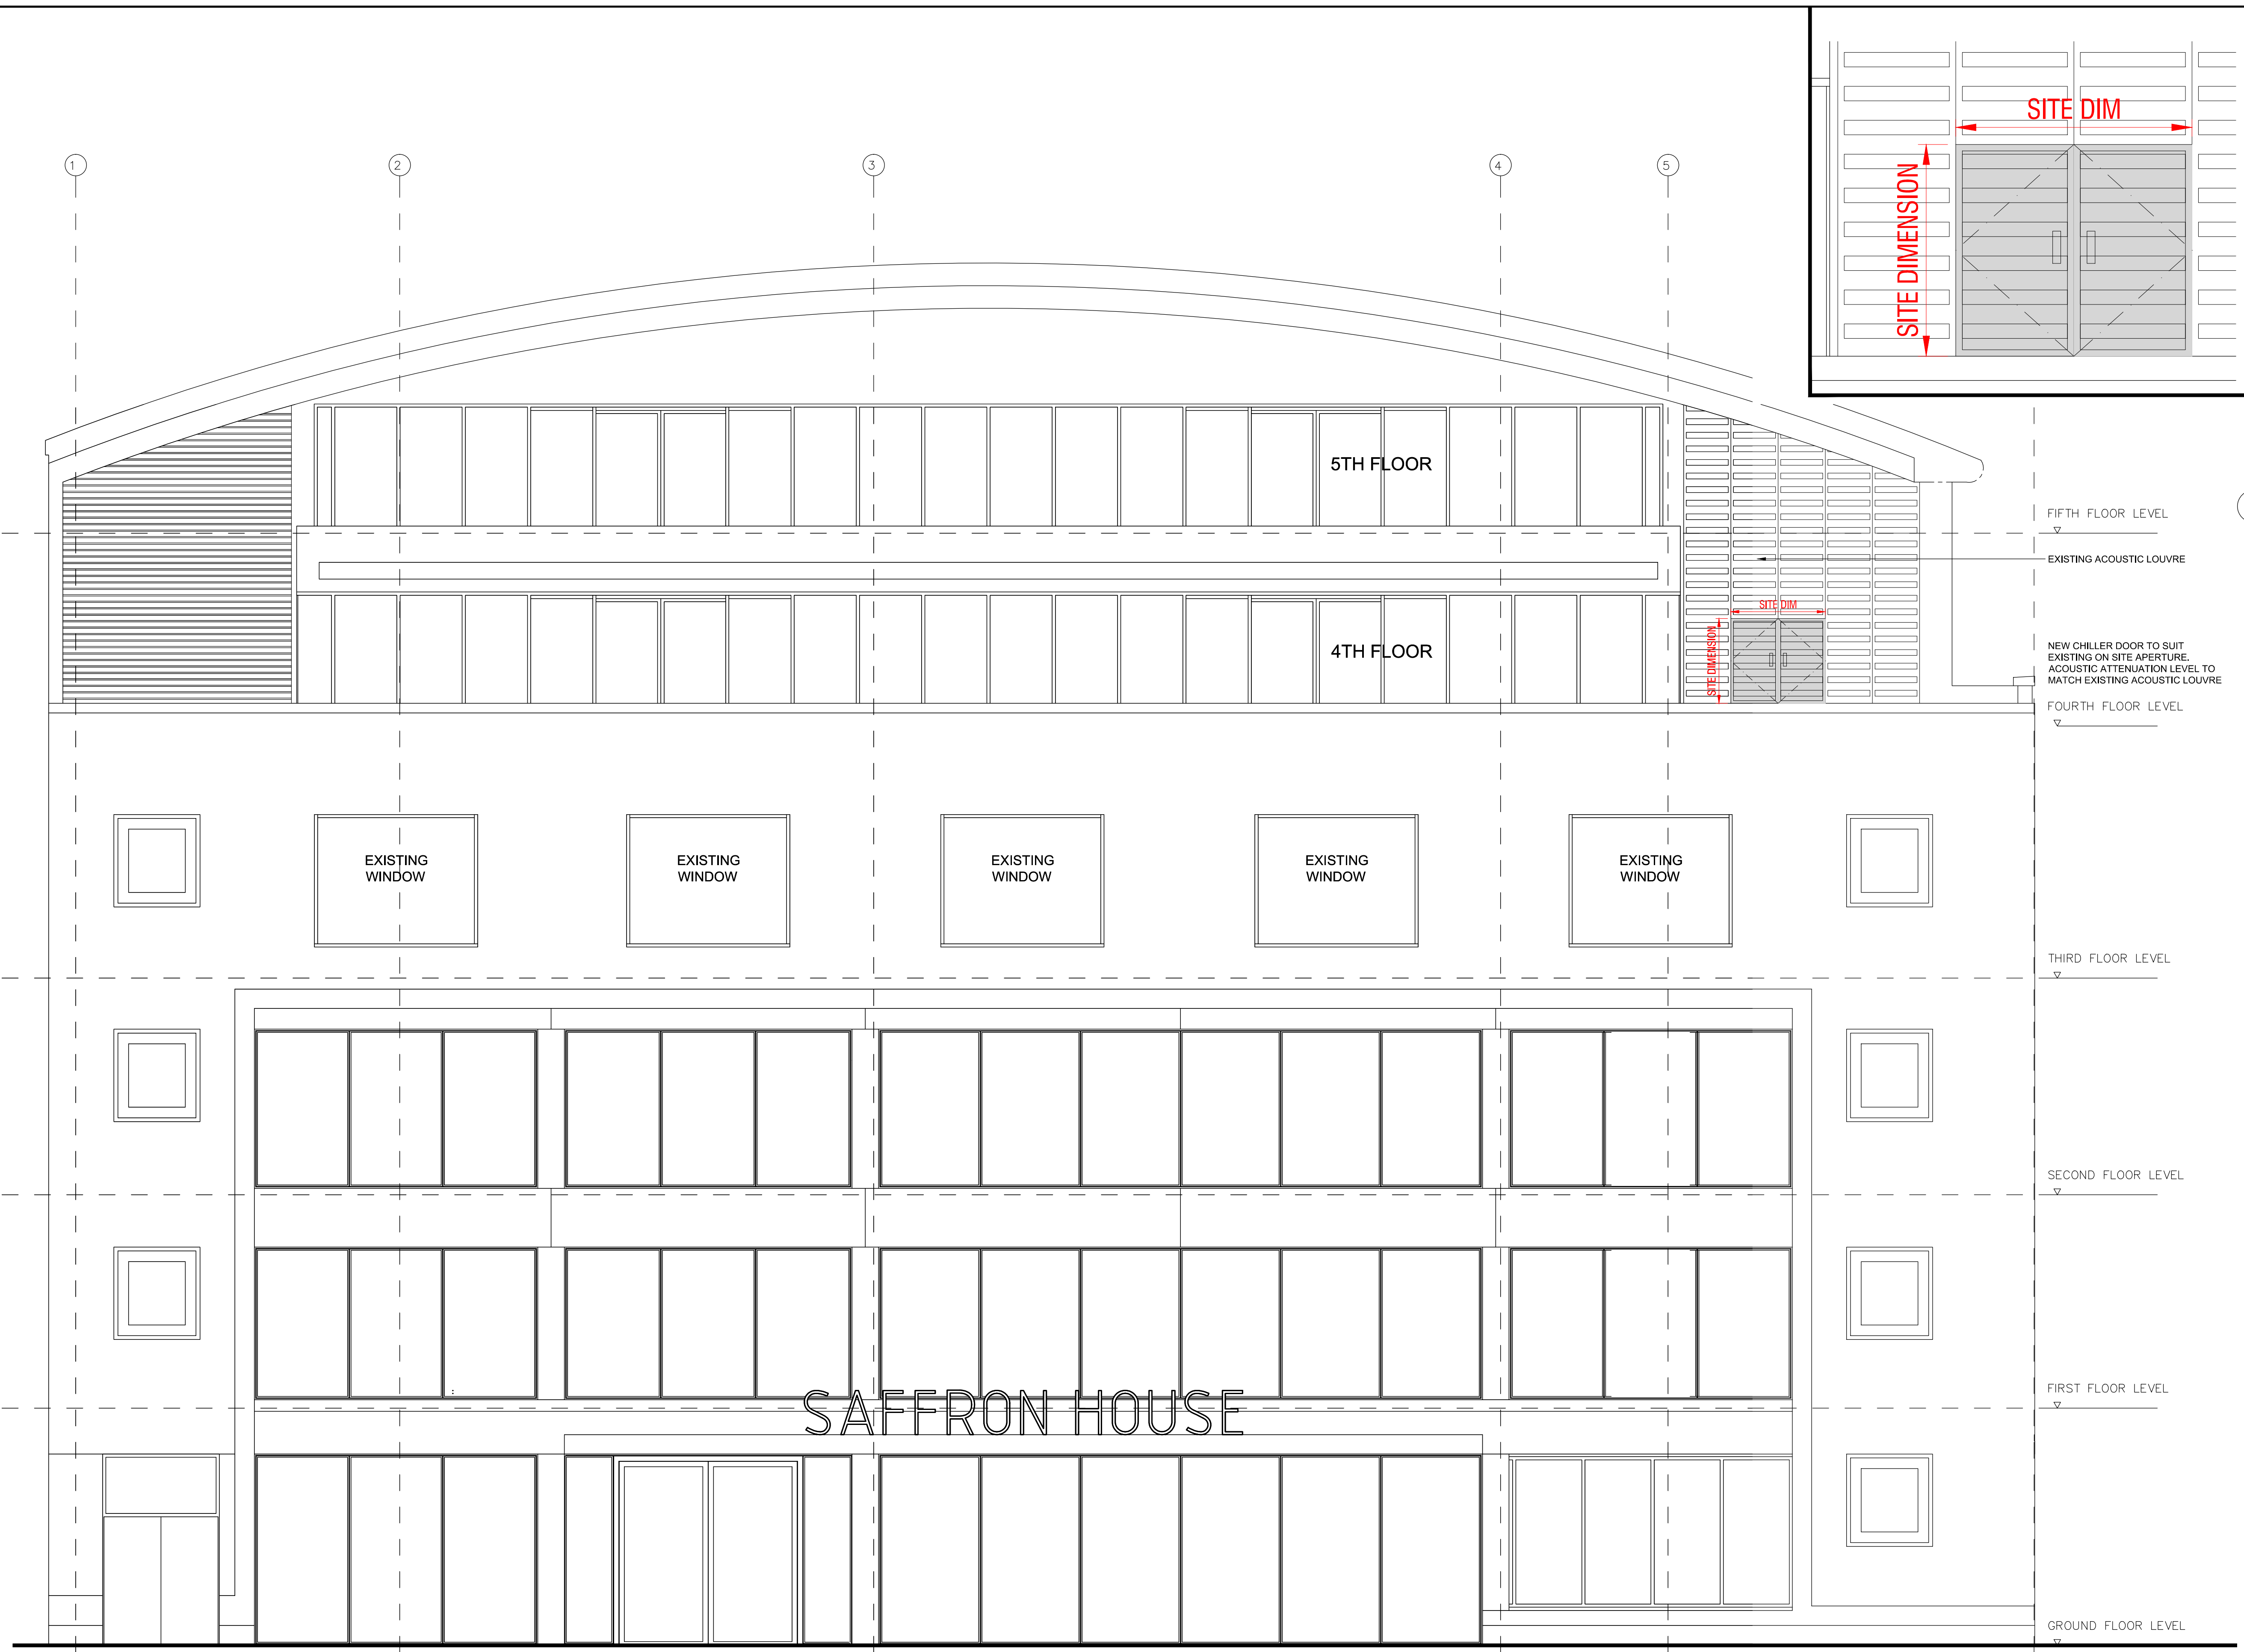 SITE DIM
SITE DIMENSION
1
2
3
4
5
5TH FLOOR
FIFTH FLOOR LEVEL
EXISTING ACOUSTIC LOUVRE
SITE DIM
SITE DIMENSION
4TH FLOOR
NEW CHILLER DOOR TO SUIT
EXISTING ON SITE APERTURE.
ACOUSTIC ATTENUATION LEVEL TO
MATCH EXISTING ACOUSTIC LOUVRE
FOURTH FLOOR LEVEL
EXISTING
WINDOW
EXISTING
WINDOW
EXISTING
WINDOW
EXISTING
WINDOW
EXISTING
WINDOW
THIRD FLOOR LEVEL
SECOND FLOOR LEVEL
FIRST FLOOR LEVEL
SAFFRON HOUSE
GROUND FLOOR LEVEL